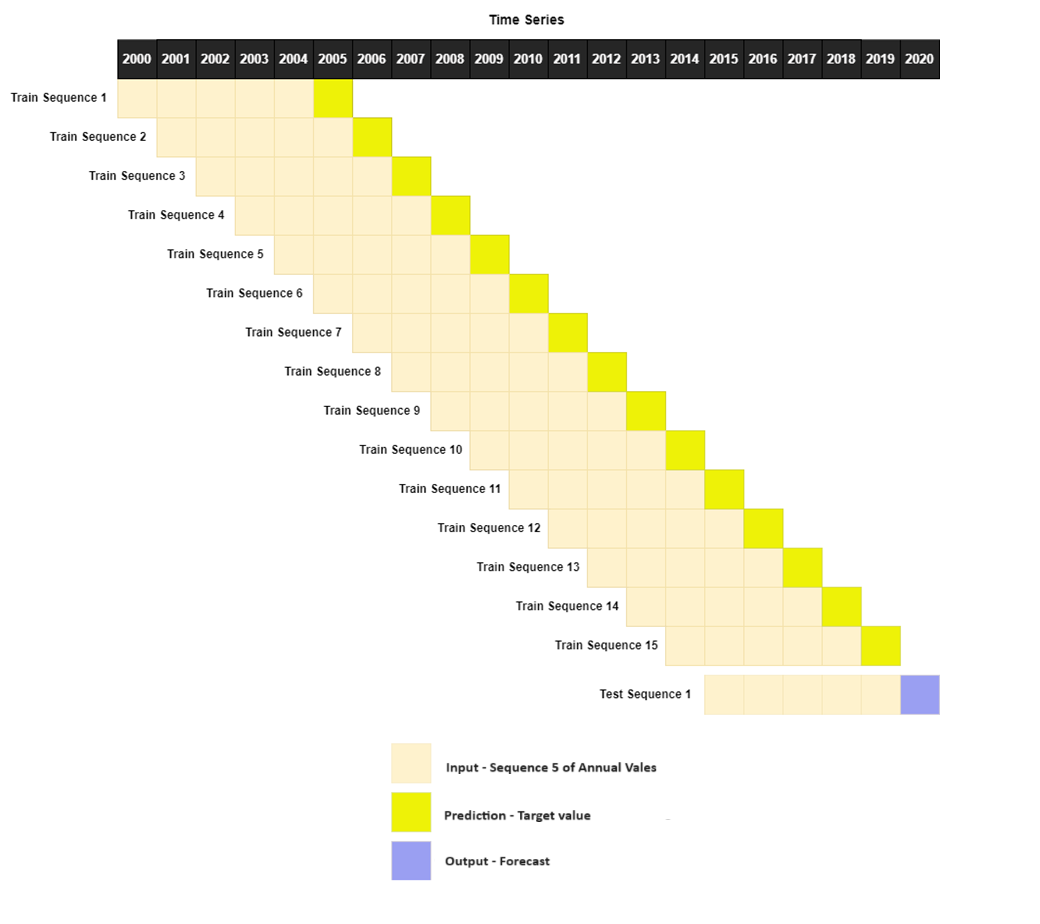 Time Series
2000 2001 2002 2003 2004 2005 2006 2007 2008 2009 2010 2011 2012 2013 2014 2015 2016 2017 2018 2019 2020
Train Sequence 1
Train Sequence 2
Train Sequence 3
Train Sequence 4
Train Sequence 5
Train Sequence 6
Train Sequence 7
Train Sequence 8
Train Sequence 9
Train Sequence 10
Train Sequence 11
Train Sequence 12
Train Sequence 13
Train Sequence 14
Train Sequence 15
Test Sequence 1
Input - Sequence 5 of Annual Vales
Prediction - Target value
Output - Forecast